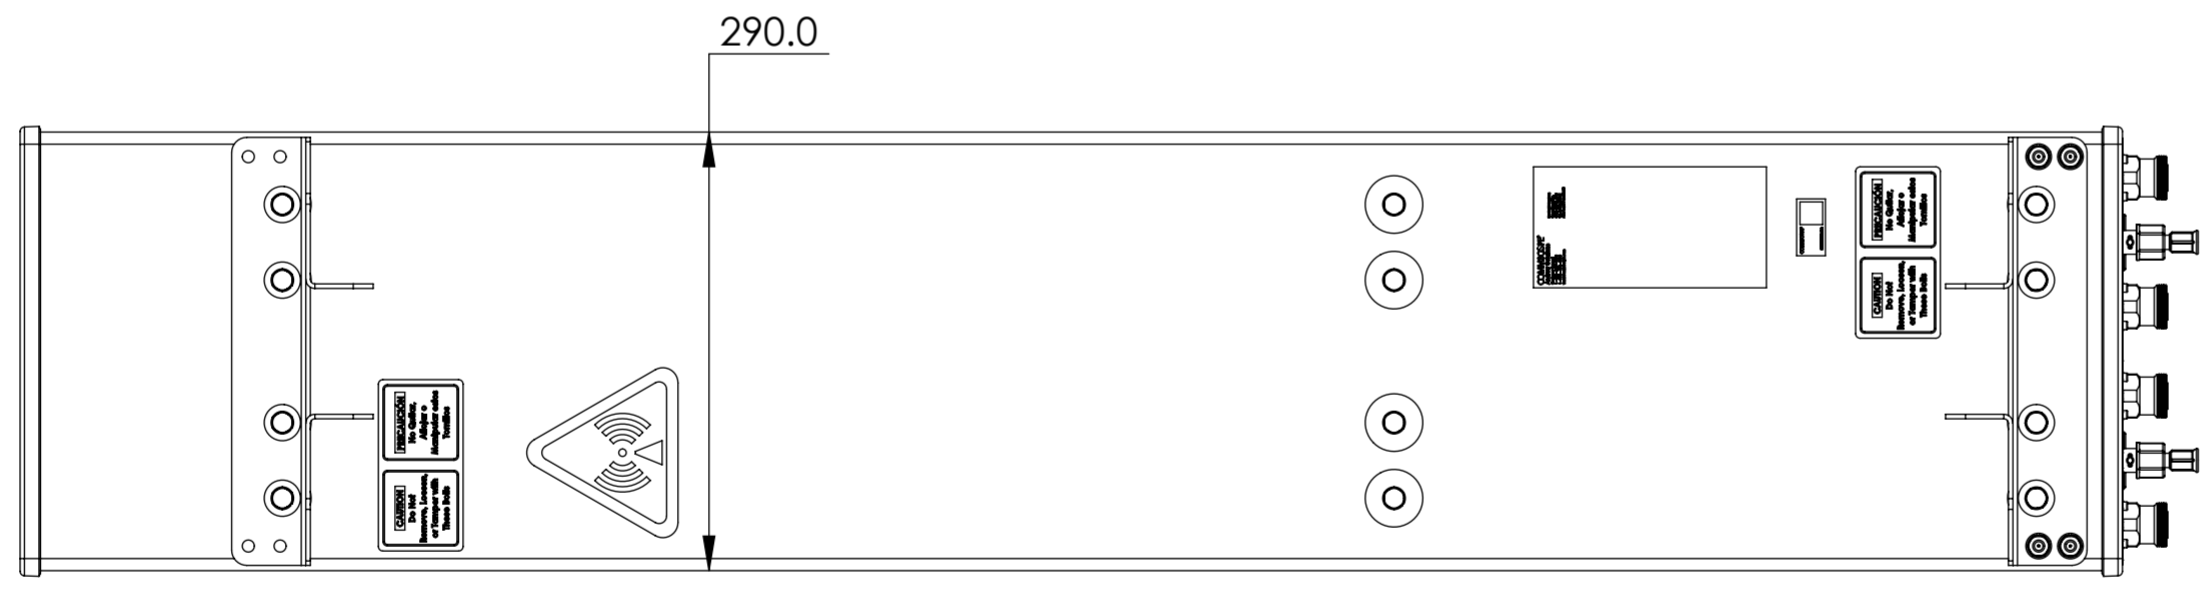 290.0
COMMSCOPE
PRECAUCIÓN
No Quitar,
Aflojar o
Manipular estos
Tornillos
CAUTION
Do Not
Remove, Loosen,
or Tamper with
These Bolts
PRECAUCIÓN
No Quitar,
Aflojar o
Manipular estos
Tornillos
CAUTION
Do Not
Remove, Loosen,
or Tamper with
These Bolts